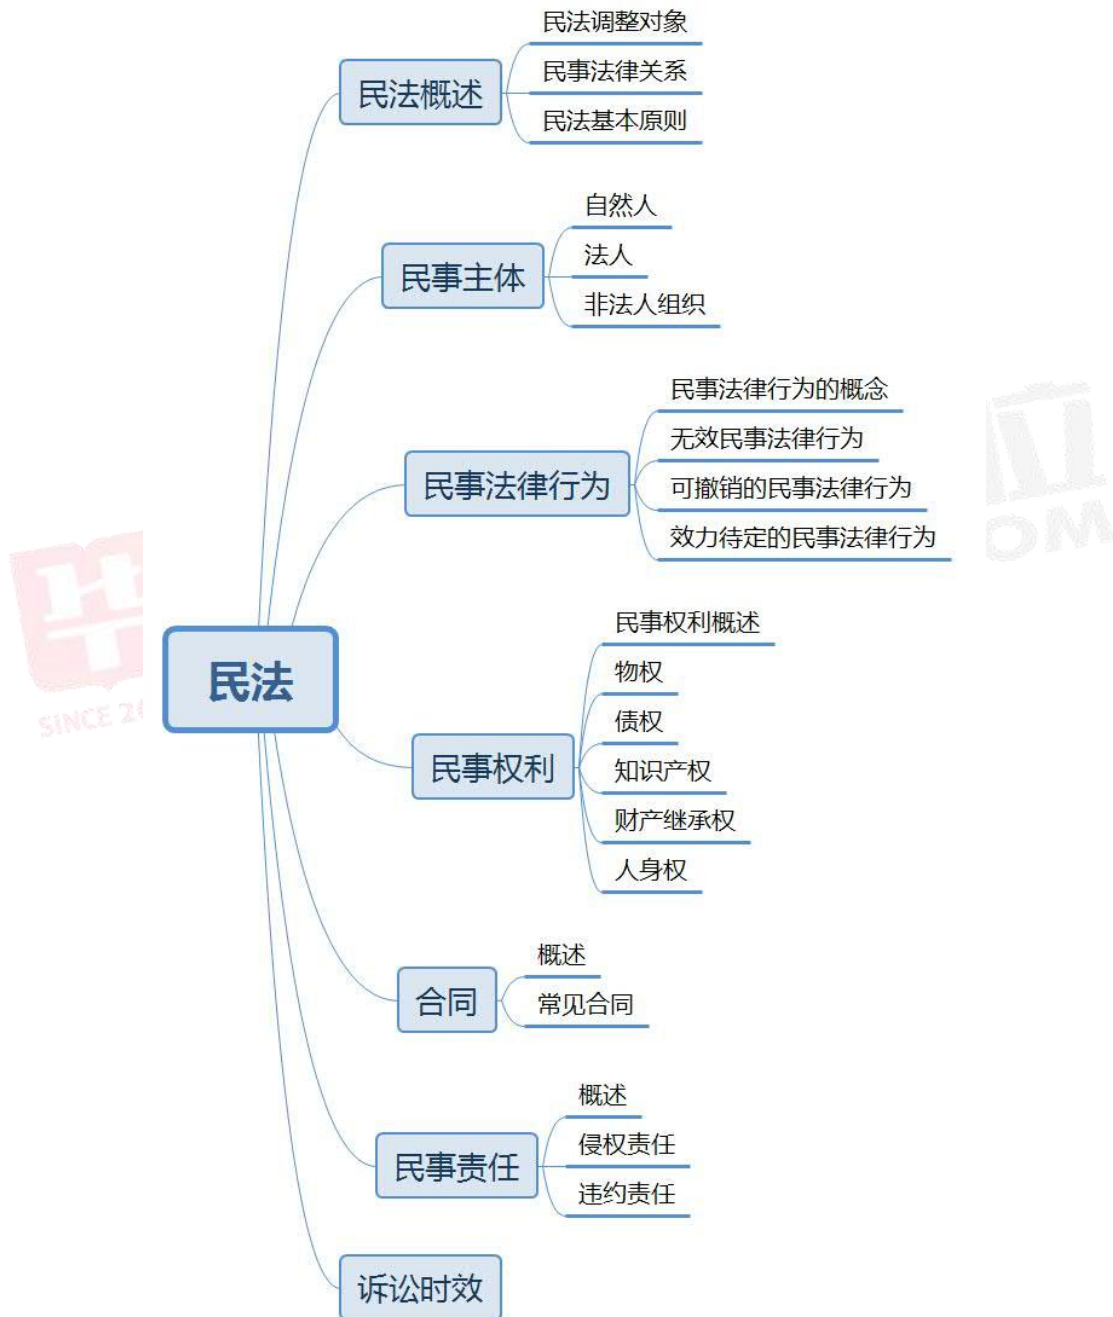 民法
民法概述
民法调整对象
民事法律关系
民法基本原则
民事主体
自然人
法人
非法人组织
民事法律行为
民事法律行为的概念
无效民事法律行为
可撤销的民事法律行为
效力待定的民事法律行为
民事权利
民事权利概述
物权
债权
知识产权
财产继承权
人身权
合同
概述
常见合同
民事责任
概述
侵权责任
违约责任
诉讼时效
SINCE 2
OM